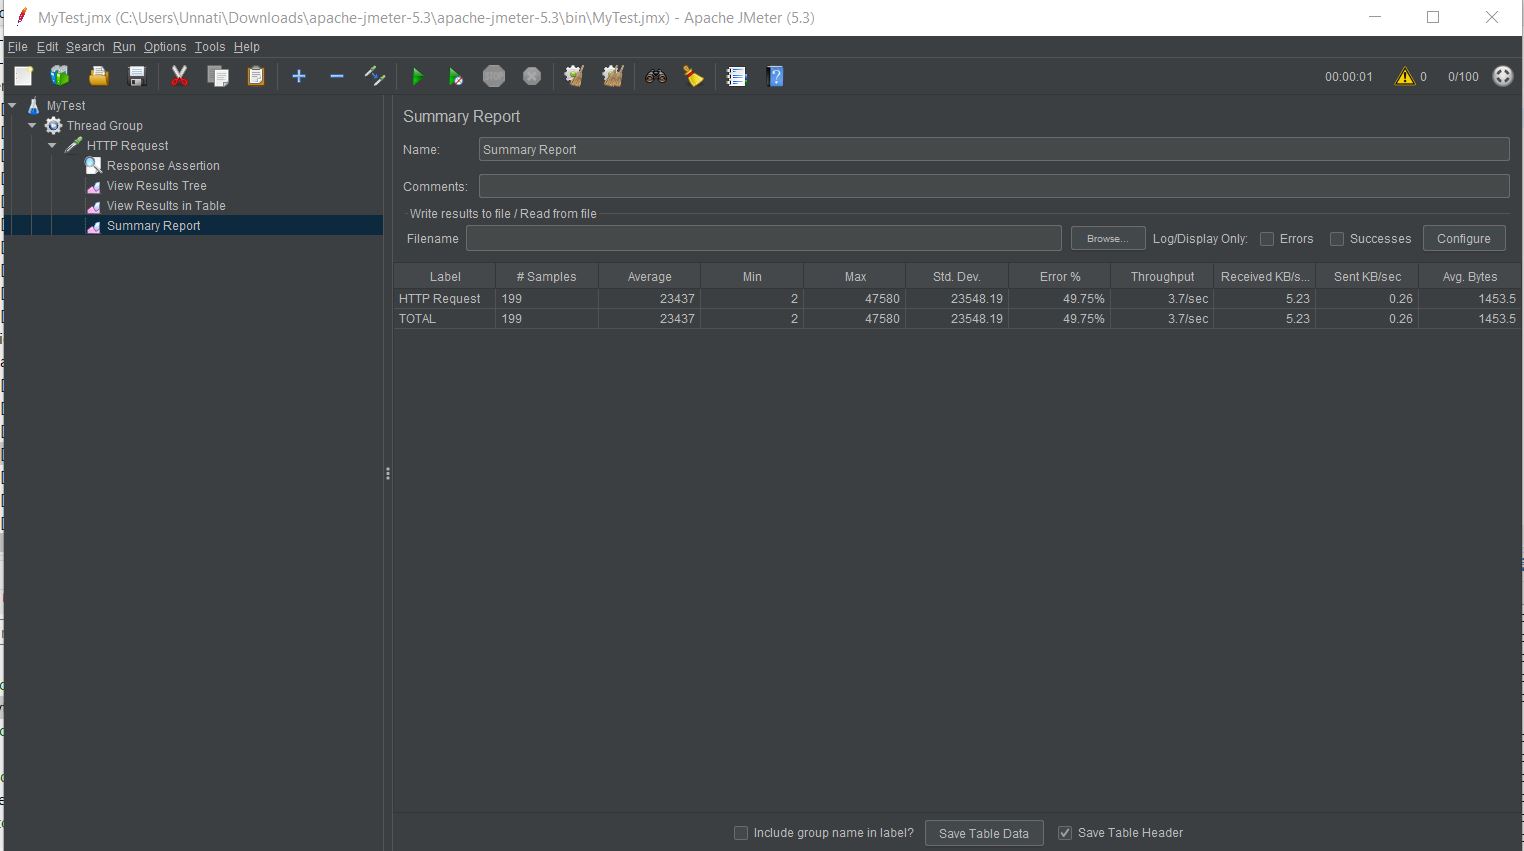 MyTest.jmx (C:\Users\Unnati\Downloads\apache-jmeter-5.3\apache-jmeter-5.3\bin\MyTest.jmx) - Apache JMeter (5.3)
File Edit Search Run Options Tools Help
STOP 00:00:01 0 0/100
MyTest
Thread Group
HTTP Request
Response Assertion
View Results Tree
View Results in Table
Summary Report
Summary Report
Name: Summary Report
Comments:
Write results to file / Read from file
Filename Browse... Log/Display Only: Errors Successes Configure
Label # Samples Average Min Max Std. Dev. Error % Throughput Received KB/s... Sent KB/sec Avg. Bytes
HTTP Request 199 23437 2 47580 23548.19 49.75% 3.7/sec 5.23 0.26 1453.5
TOTAL 199 23437 2 47580 23548.19 49.75% 3.7/sec 5.23 0.26 1453.5
Include group name in label? Save Table Data Save Table Header